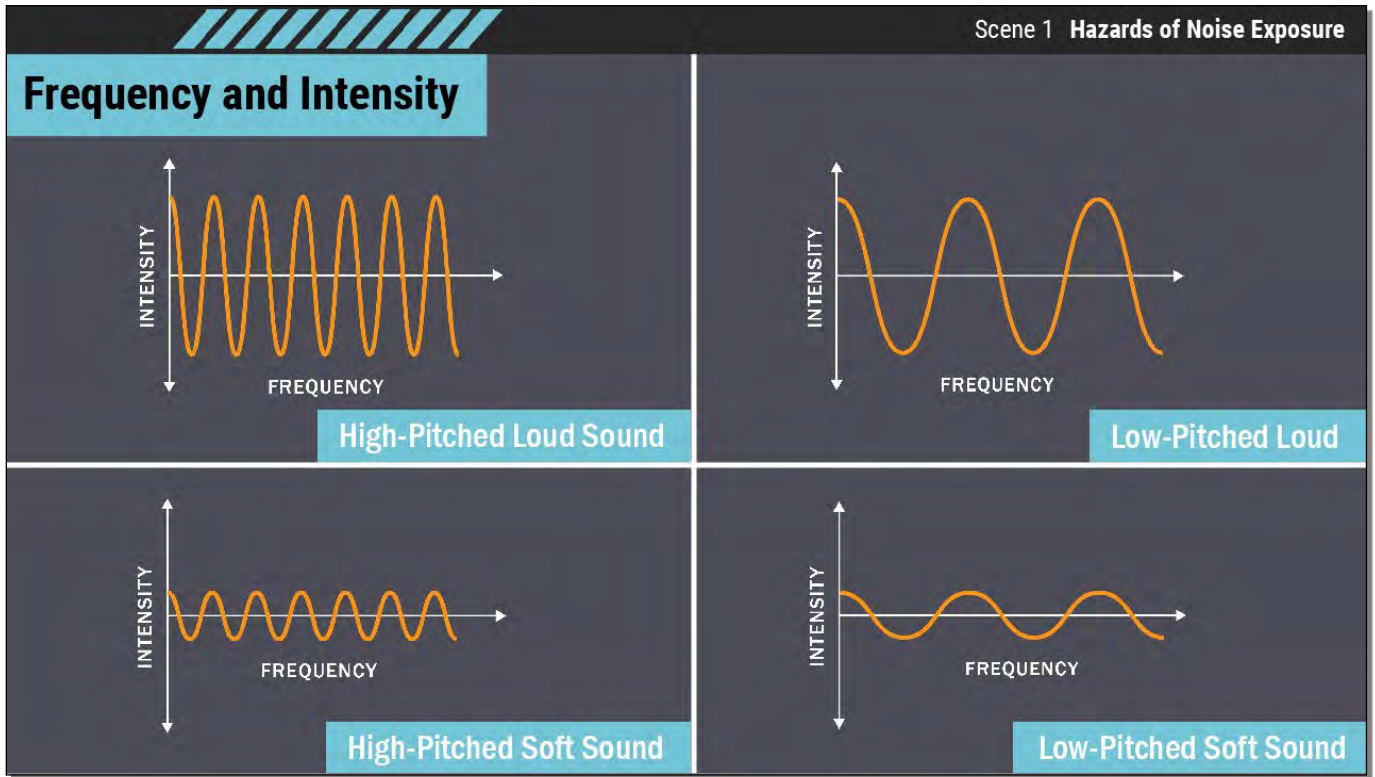 Scene 1 Hazards of Noise Exposure
Frequency and Intensity
INTENSITY
FREQUENCY
High-Pitched Loud Sound
INTENSITY
FREQUENCY
Low-Pitched Loud
INTENSITY
FREQUENCY
High-Pitched Soft Sound
INTENSITY
FREQUENCY
Low-Pitched Soft Sound